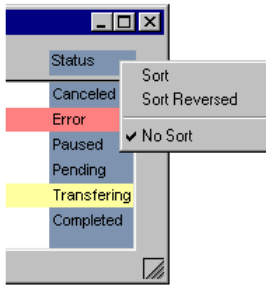 Status
Sort
Sort Reversed
No Sort
Canceled
Error
Paused
Pending
Transfering
Completed